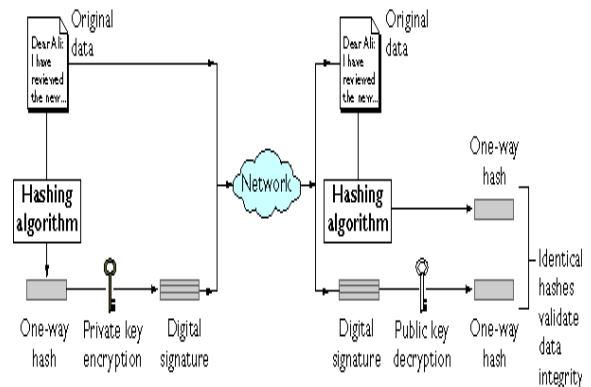 Original
data
Dear Ali:
I have
reviewed
the new...
Hashing
algorithm
One-way
hash
Private key
encryption
Digital
signature
Network
Original
data
Dear Ali:
I have
reviewed
the new...
Hashing
algorithm
One-way
hash
Digital
signature
Public key
decryption
One-way
hash
Identical
hashes
validate
data
integrity